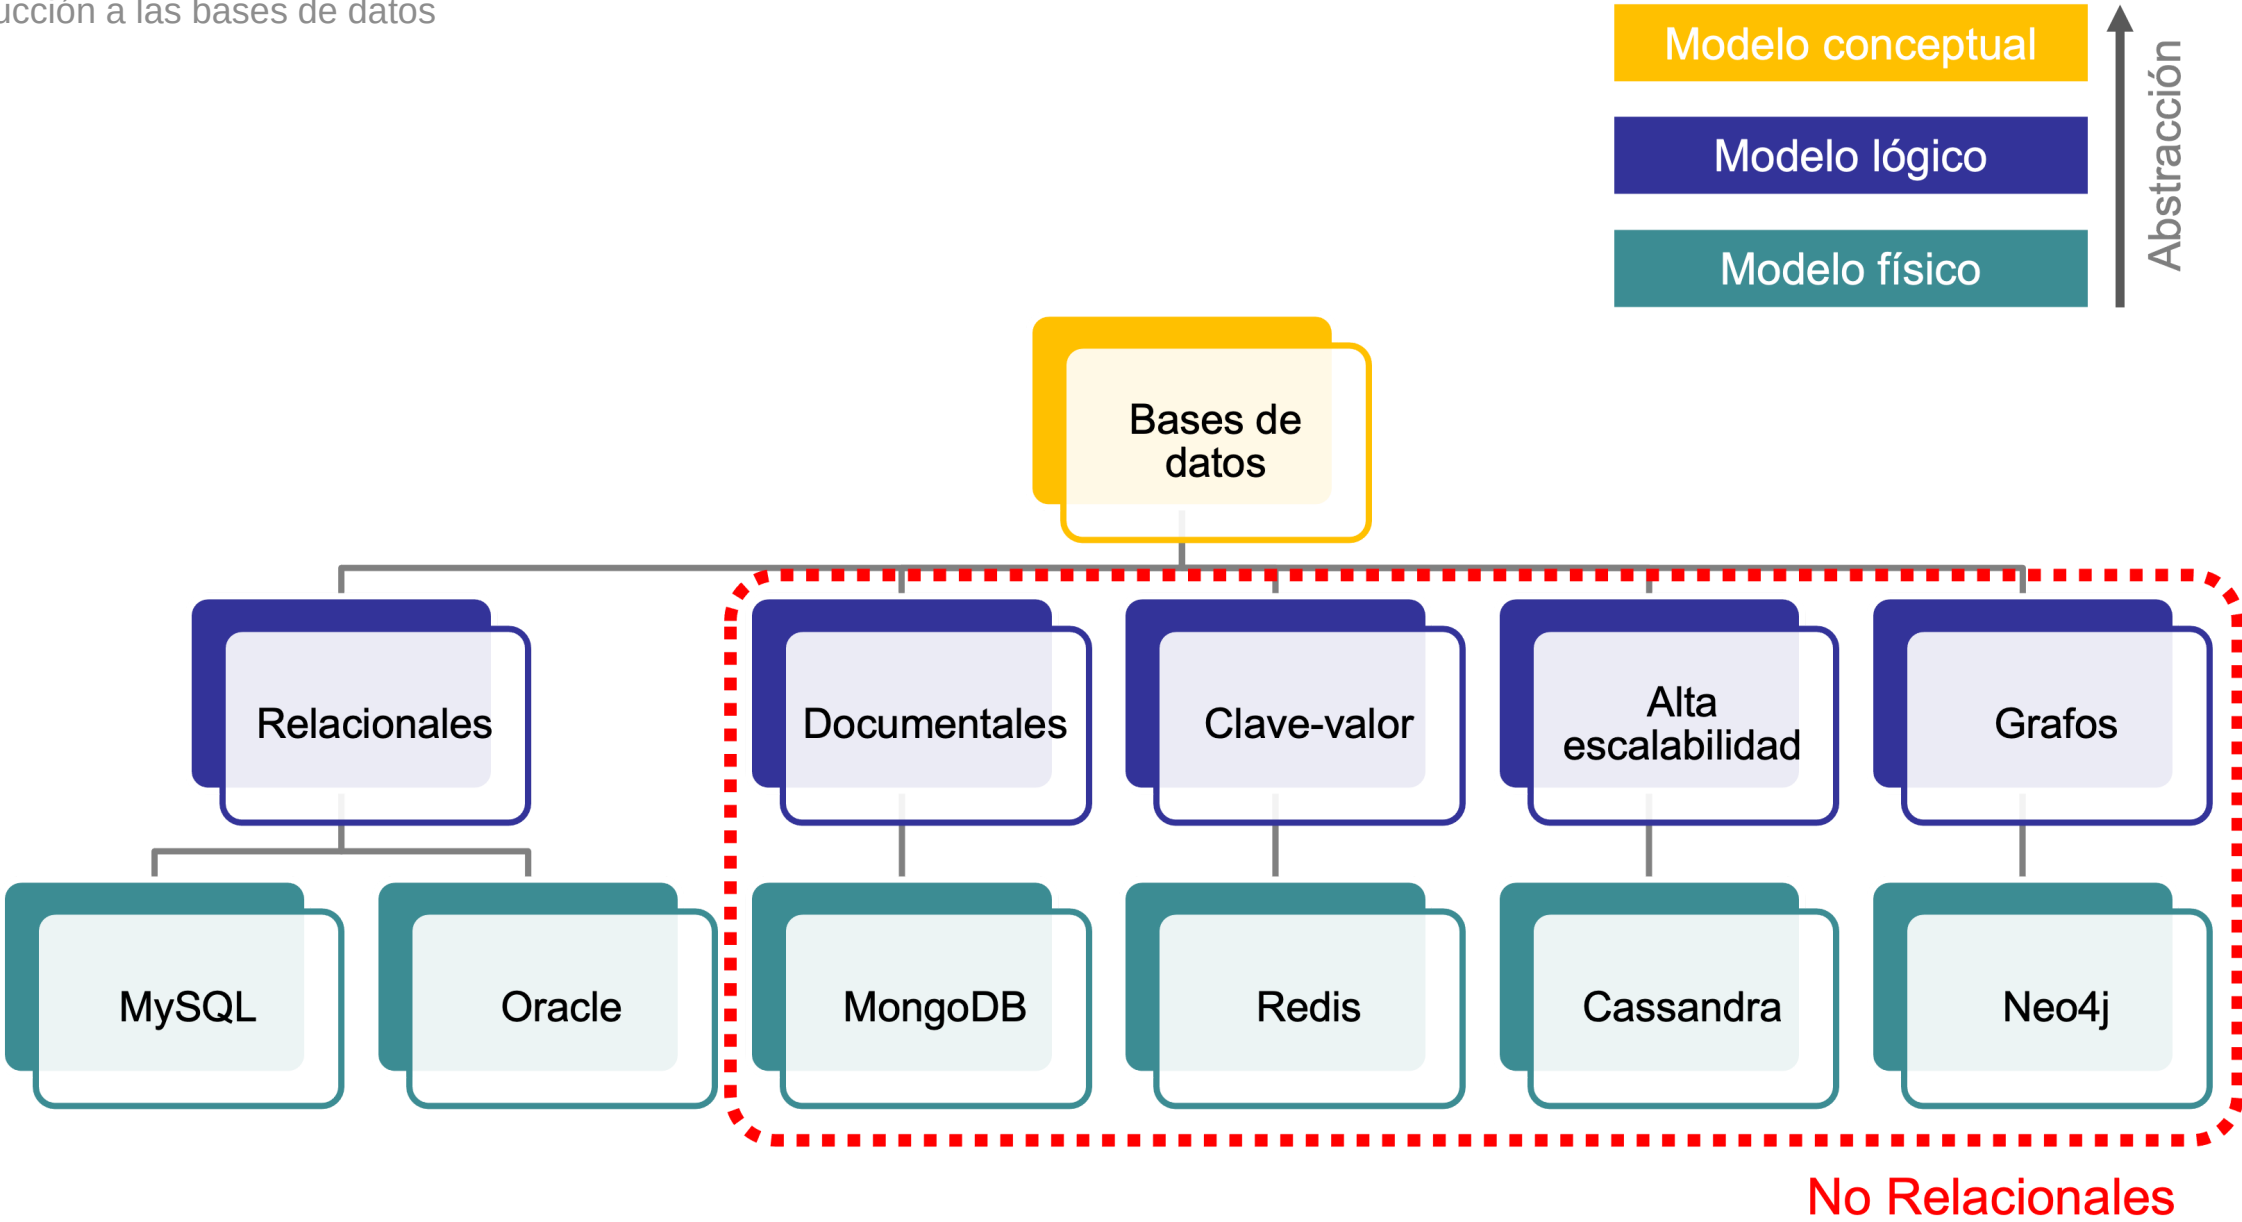 a las bases de datos
Modelo conceptual
Modelo lógico
Modelo físico
Abstracción
Bases de
datos
Relacionales
Documentales
Clave-valor
Alta
escalabilidad
Grafos
MySQL
Oracle
MongoDB
Redis
Cassandra
Neo4j
No Relacionales